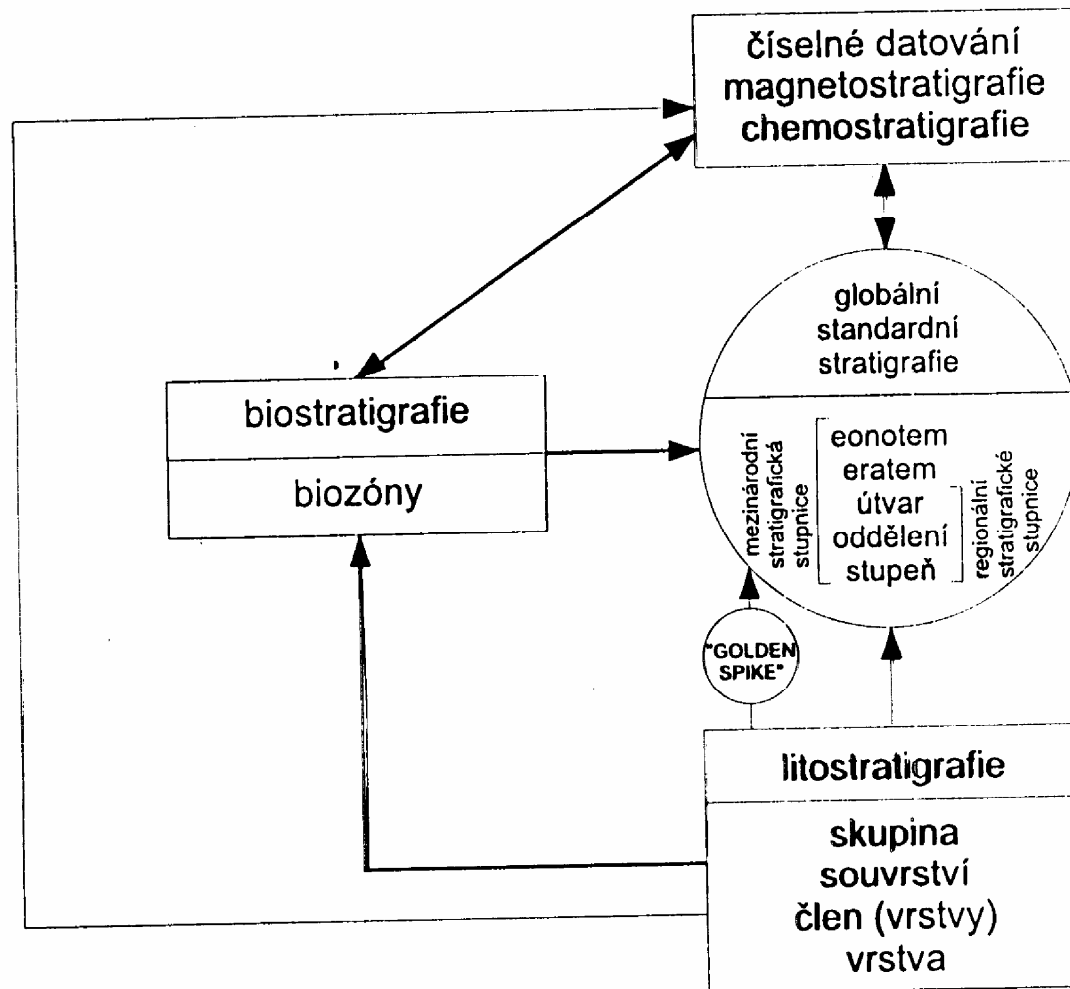 číselné datování
magnetostratigrafie
chemostratigrafie
globální
standardní
stratigrafie
biostratigrafie
biozóny
mezinárodní
stratigrafická
stupnice
eonotem
eratem
útvar
oddělení
stupeň
regionální
stratigrafické
stupnice
"GOLDEN
SPIKE"
litostratigrafie
skupina
souvrství
člen (vrstvy)
vrstva